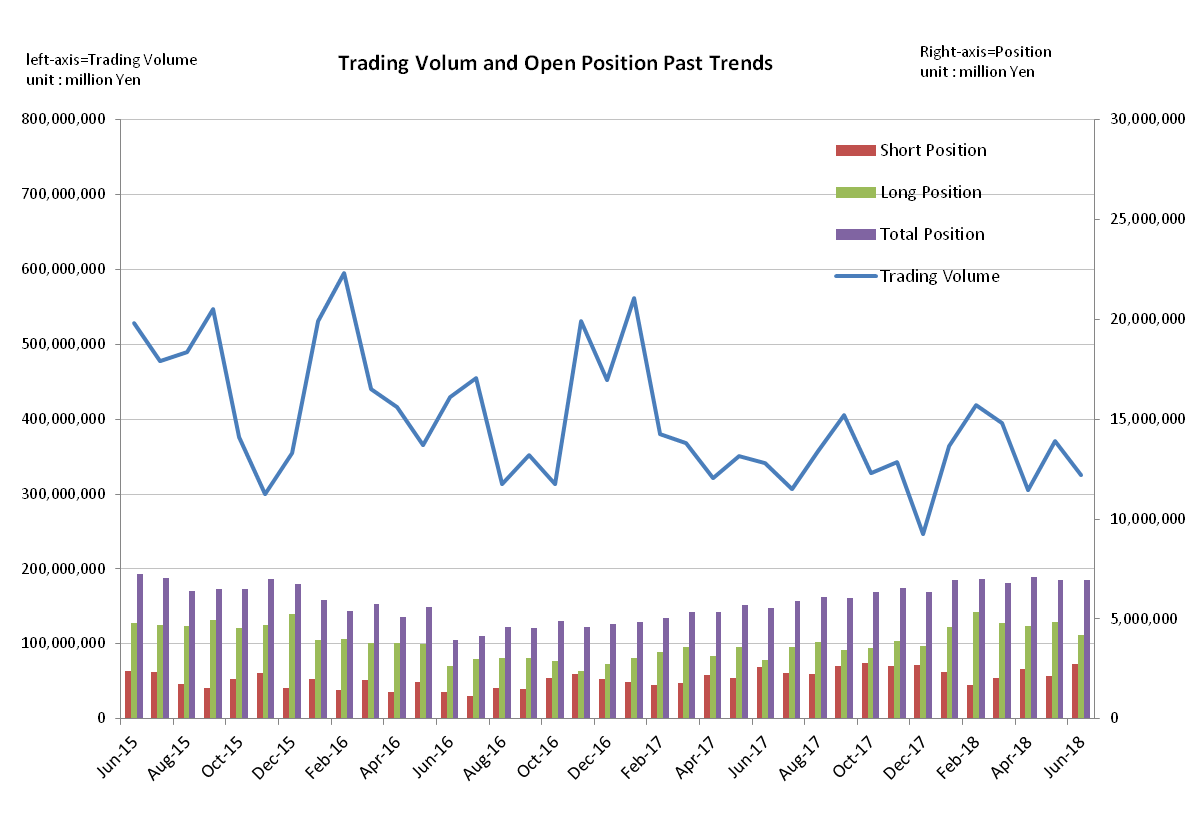 left-axis=Trading Volume
unit : million Yen
Trading Volum and Open Position Past Trends
Right-axis=Position
unit : million Yen
800,000,000
700,000,000
600,000,000
500,000,000
400,000,000
300,000,000
200,000,000
100,000,000
0
30,000,000
25,000,000
20,000,000
15,000,000
10,000,000
5,000,000
0
Short Position
Long Position
Total Position
Trading Volume
Jun-15
Aug-15
Oct-15
Dec-15
Feb-16
Apr-16
Jun-16
Aug-16
Oct-16
Dec-16
Feb-17
Apr-17
Jun-17
Aug-17
Oct-17
Dec-17
Feb-18
Apr-18
Jun-18